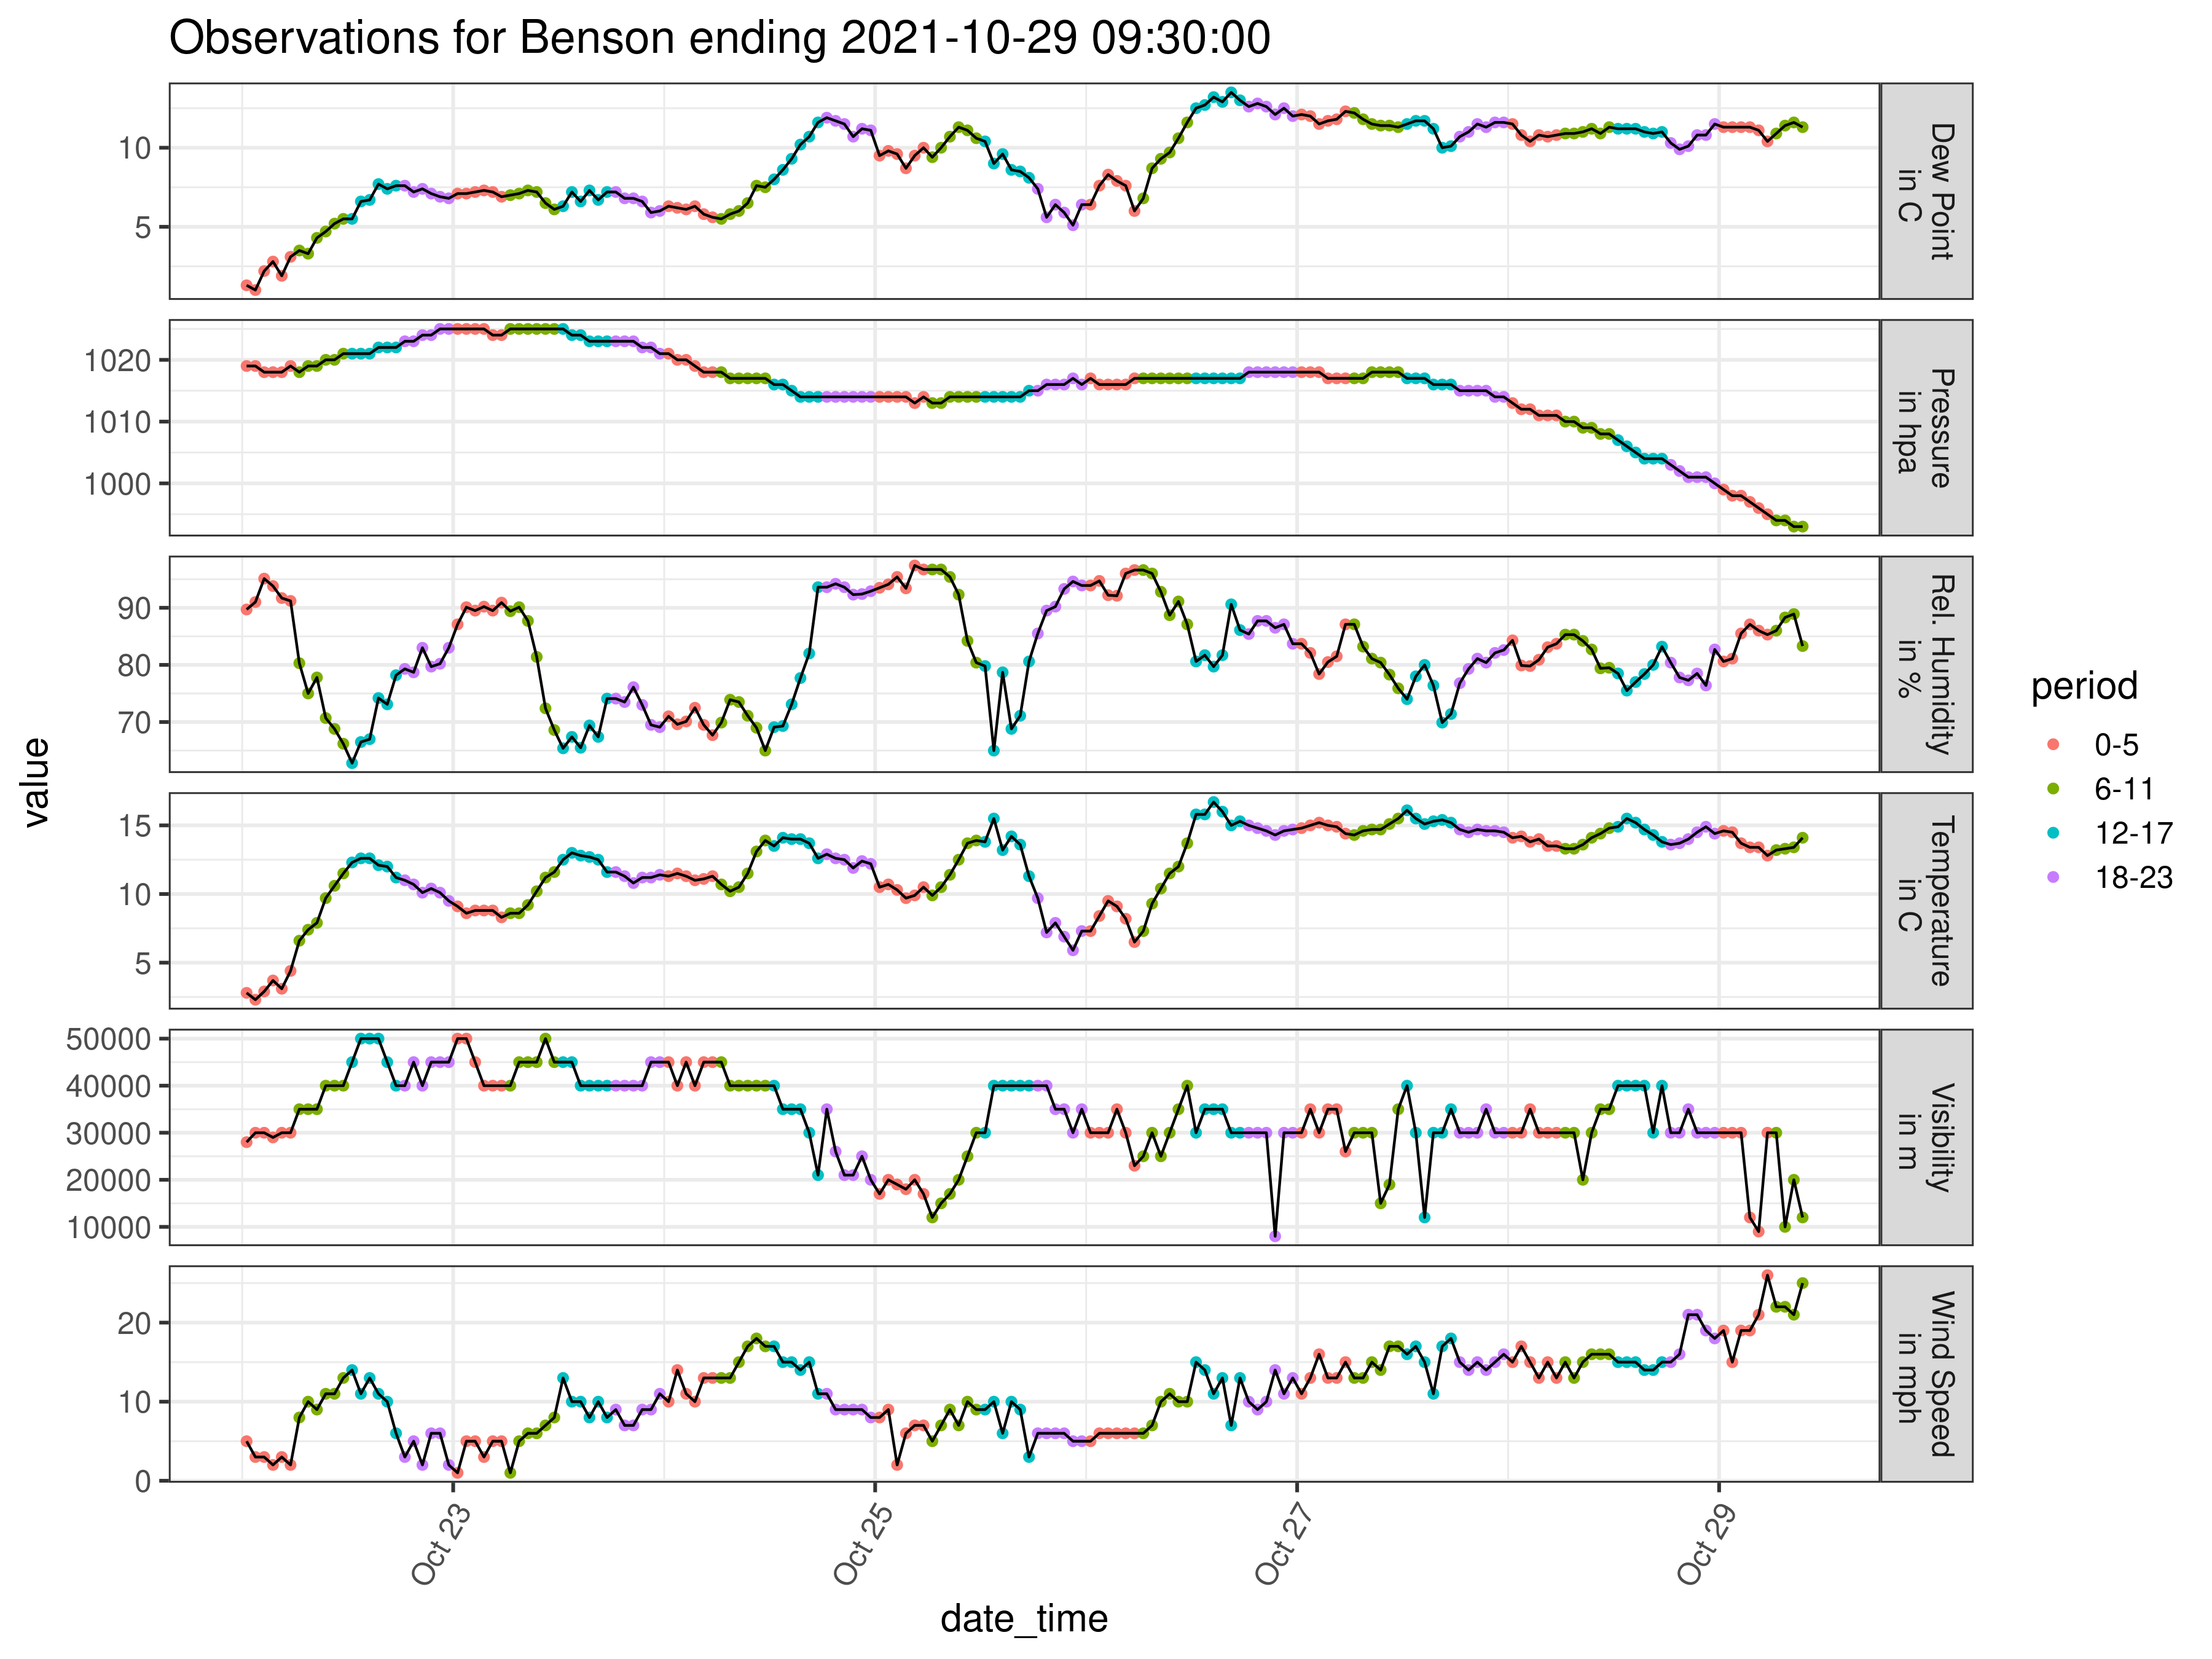 Observations for Benson ending 2021-10-29 09:30:00
value
10
5
Dew Point
in C
1020
1010
1000
Pressure
in hpa
90
80
70
Rel. Humidity
in %
15
10
5
Temperature
in C
50000
40000
30000
20000
10000
Visibility
in m
20
10
0
Wind Speed
in mph
Oct 23
Oct 25
Oct 27
Oct 29
date_time
period
0-5
6-11
12-17
18-23